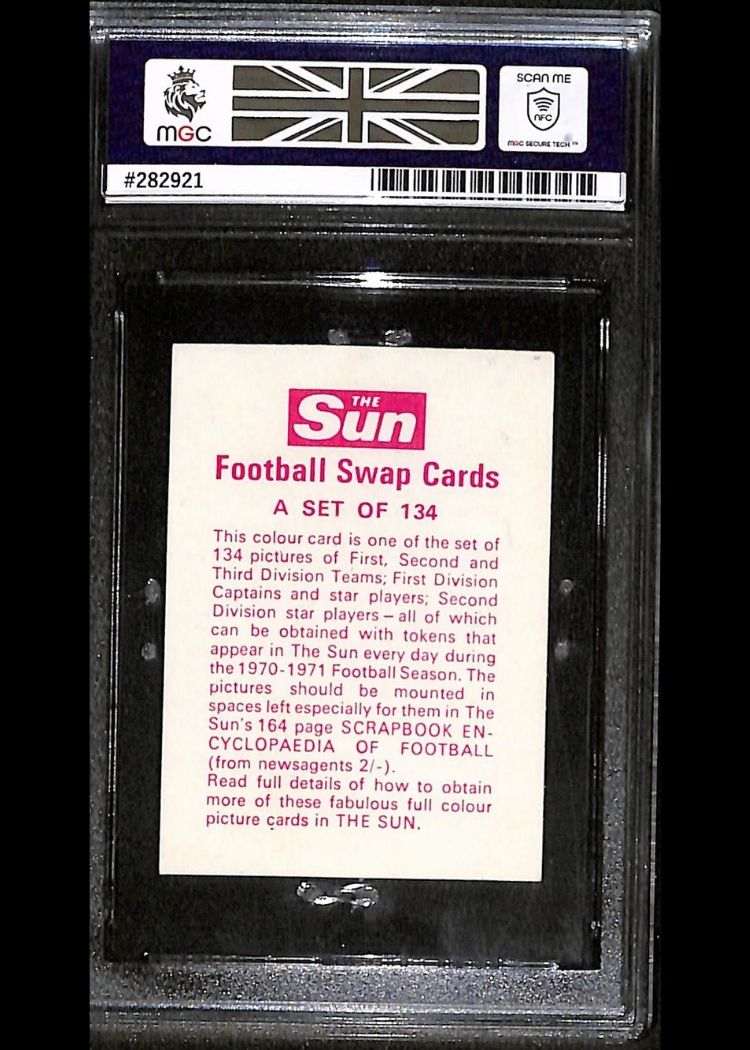 SCAN ME
NFC
MGC
MGC SECURE TECH™
#282921
THE
Sun
Football Swap Cards
A SET OF 134
This colour card is one of the set of
134 pictures of First, Second and
Third Division Teams; First Division
Captains and star players; Second
Division star players – all of which
can be obtained with tokens that
appear in The Sun every day during
the 1970-1971 Football Season. The
pictures should be mounted in
spaces left especially for them in The
Sun's 164 page SCRAPBOOK EN-
CYCLOPAEDIA OF FOOTBALL
(from newsagents 2/-).
Read full details of how to obtain
more of these fabulous full colour
picture cards in THE SUN.